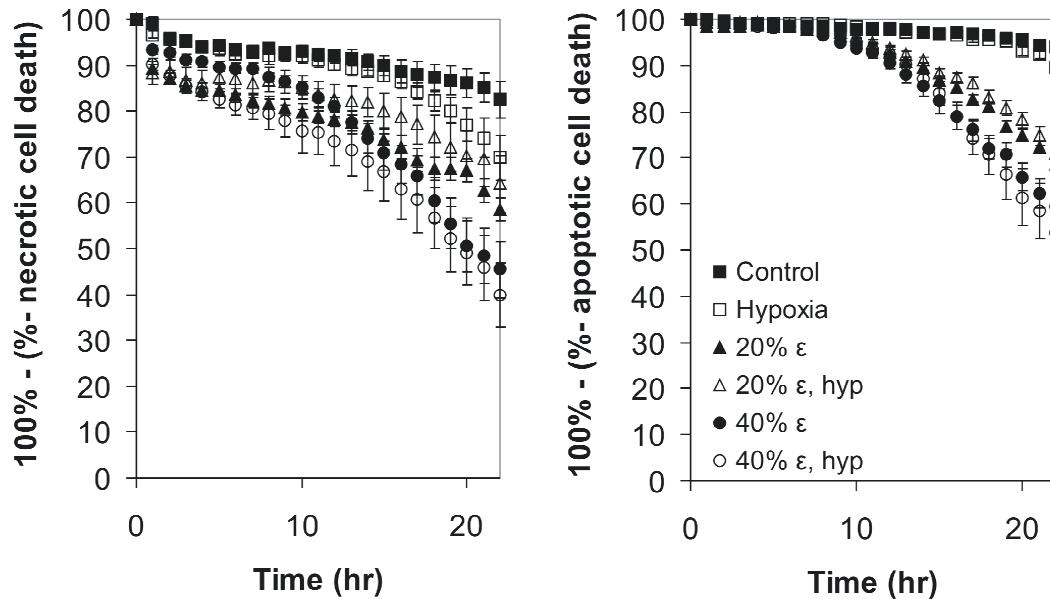 100% - (%- necrotic cell death)
100
90
80
70
60
50
40
30
20
10
0
0 10 20
Time (hr)
100% - (%- apoptotic cell death)
100
90
80
70
60
50
40
30
20
10
0
Control
Hypoxia
20% ε
20% ε, hyp
40% ε
40% ε, hyp
0 10 20
Time (hr)